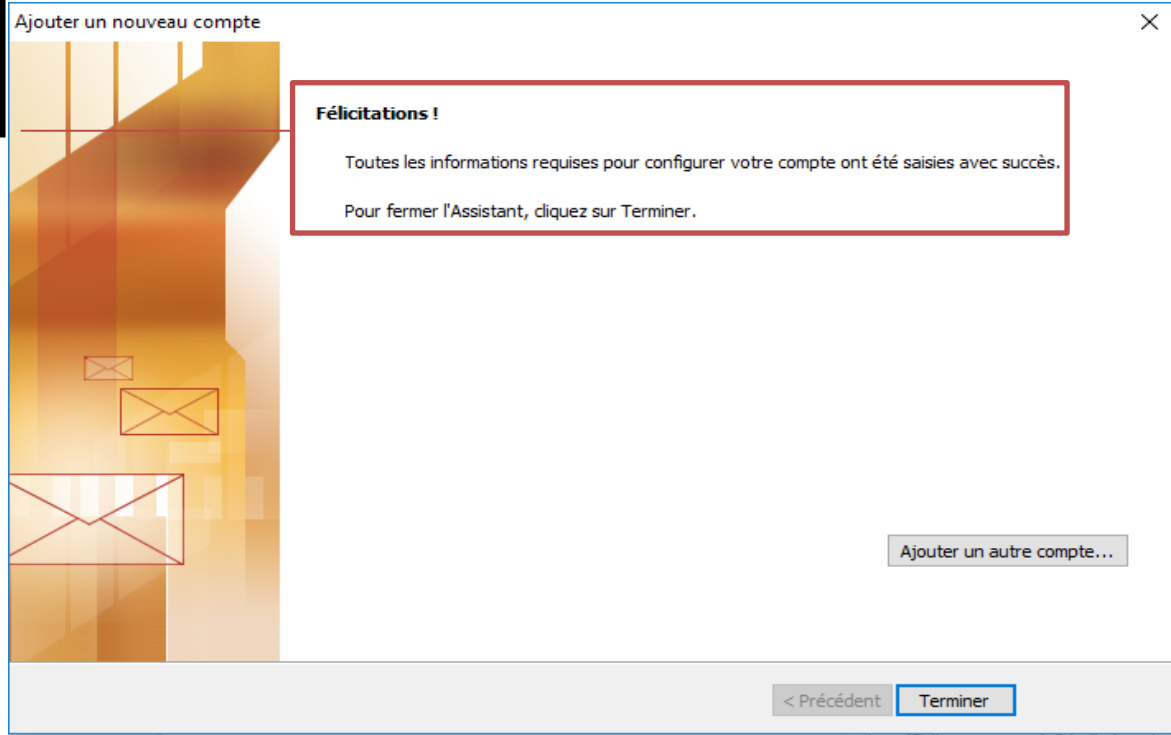 Ajouter un nouveau compte
Félicitations !
Toutes les informations requises pour configurer votre compte ont été saisies avec succès.
Pour fermer l'Assistant, cliquez sur Terminer.
Ajouter un autre compte...
< Précédent Terminer